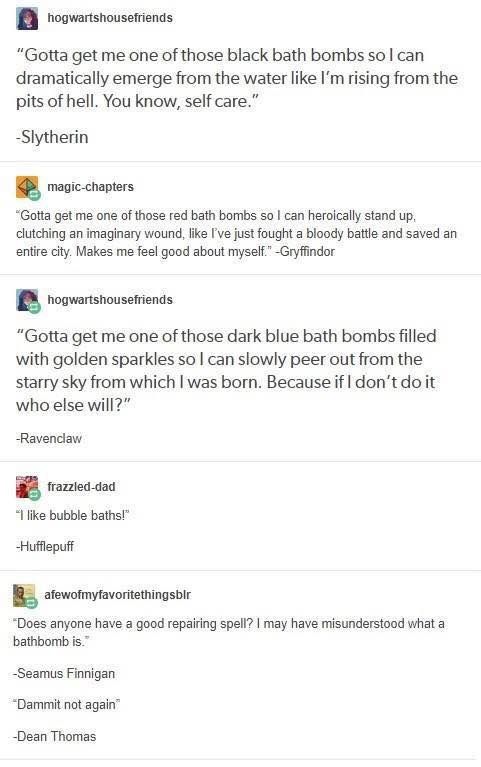 hogwartshousefriends
“Gotta get me one of those black bath bombs so I can
dramatically emerge from the water like I’m rising from the
pits of hell. You know, self care.”
-Slytherin
magic-chapters
"Gotta get me one of those red bath bombs so I can heroically stand up,
clutching an imaginary wound, like I've just fought a bloody battle and saved an
entire city. Makes me feel good about myself." -Gryffindor
hogwartshousefriends
“Gotta get me one of those dark blue bath bombs filled
with golden sparkles so I can slowly peer out from the
starry sky from which I was born. Because if I don’t do it
who else will?”
-Ravenclaw
frazzled-dad
"I like bubble baths!"
-Hufflepuff
afewofmyfavoritethingsblr
"Does anyone have a good repairing spell? I may have misunderstood what a
bathbomb is."
-Seamus Finnigan
"Dammit not again"
-Dean Thomas